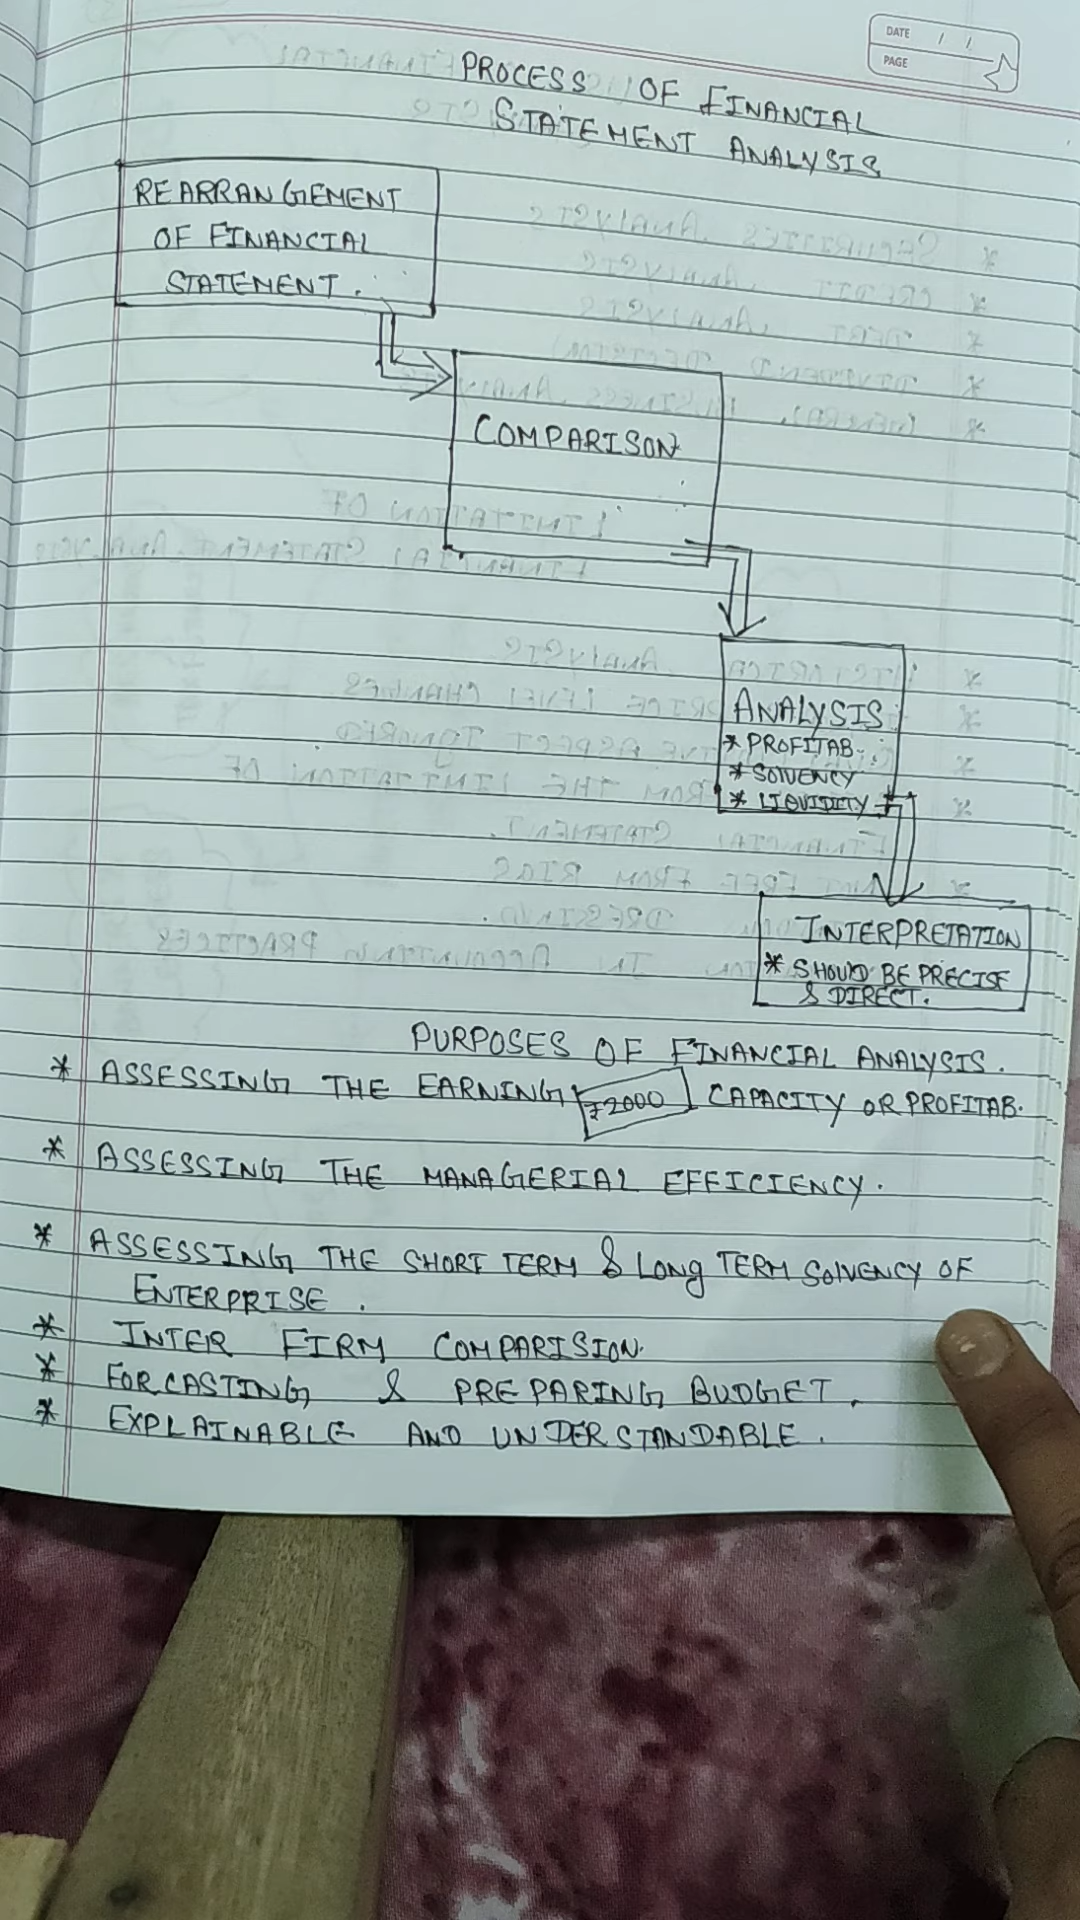 DATE / /
PAGE
PROCESS OF FINANCIAL
STATEMENT ANALYSIS
REARRANGEMENT
OF FINANCIAL
STATEMENT.
COMPARISON
ANALYSIS
* PROFITAB.
* SOLVENCY
* LIQUIDITY
INTERPRETATION
* SHOULD BE PRECISE
& DIRECT.
PURPOSES OF FINANCIAL ANALYSIS.
* ASSESSING THE EARNING ₹2000 CAPACITY OR PROFITAB.
* ASSESSING THE MANAGERIAL EFFICIENCY.
* ASSESSING THE SHORT TERM & LONG TERM SOLVENCY OF
ENTERPRISE.
* INTER FIRM COMPARISION.
* FORCASTING & PREPARING BUDGET.
* EXPLAINABLE AND UNDERSTANDABLE.